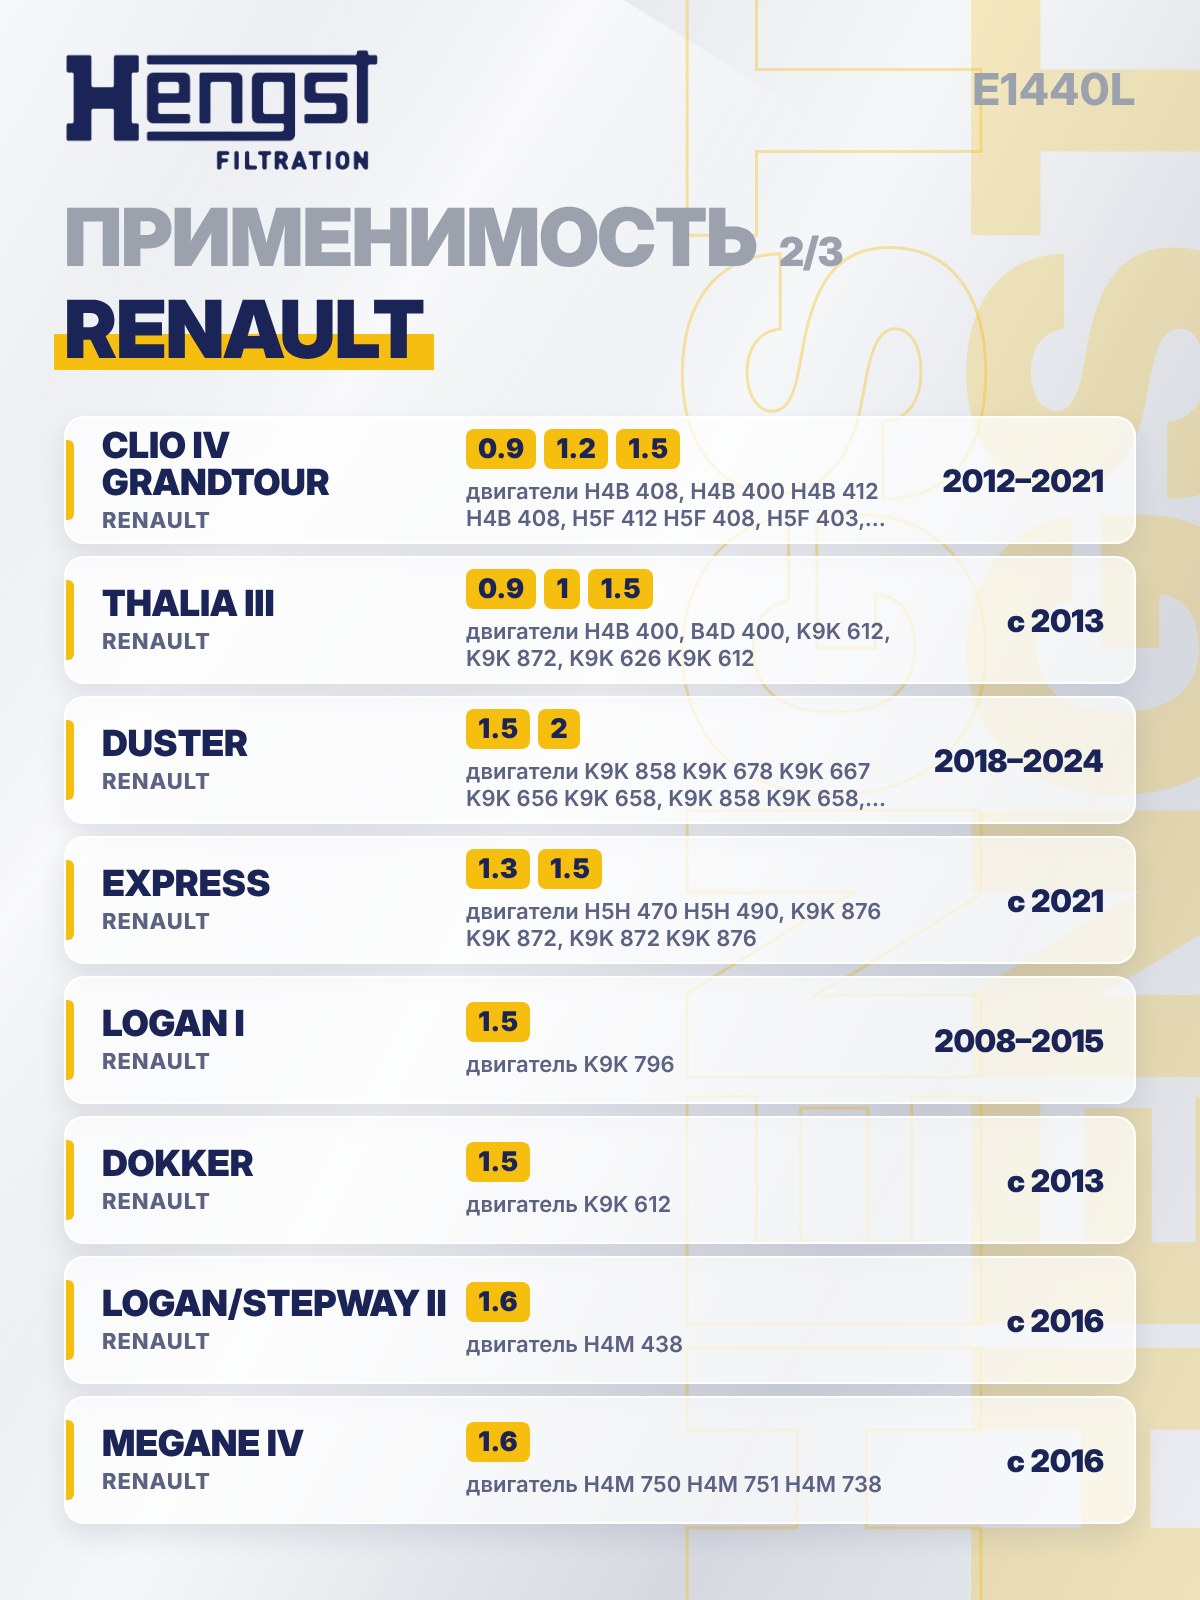 Hengst
FILTRATION
E1440L
ПРИМЕНИМОСТЬ 2/3
RENAULT
CLIO IV
GRANDTOUR
RENAULT
0.9 1.2 1.5
двигатели H4B 408, H4B 400 H4B 412
H4B 408, H5F 412 H5F 408, H5F 403,...
2012–2021
THALIA III
RENAULT
0.9 1 1.5
двигатели H4B 400, B4D 400, K9K 612,
K9K 872, K9K 626 K9K 612
с 2013
DUSTER
RENAULT
1.5 2
двигатели K9K 858 K9K 678 K9K 667
K9K 656 K9K 658, K9K 858 K9K 658,...
2018–2024
EXPRESS
RENAULT
1.3 1.5
двигатели H5H 470 H5H 490, K9K 876
K9K 872, K9K 872 K9K 876
с 2021
LOGAN I
RENAULT
1.5
двигатель K9K 796
2008–2015
DOKKER
RENAULT
1.5
двигатель K9K 612
с 2013
LOGAN/STEPWAY II
RENAULT
1.6
двигатель H4M 438
с 2016
MEGANE IV
RENAULT
1.6
двигатель H4M 750 H4M 751 H4M 738
с 2016
HENGST